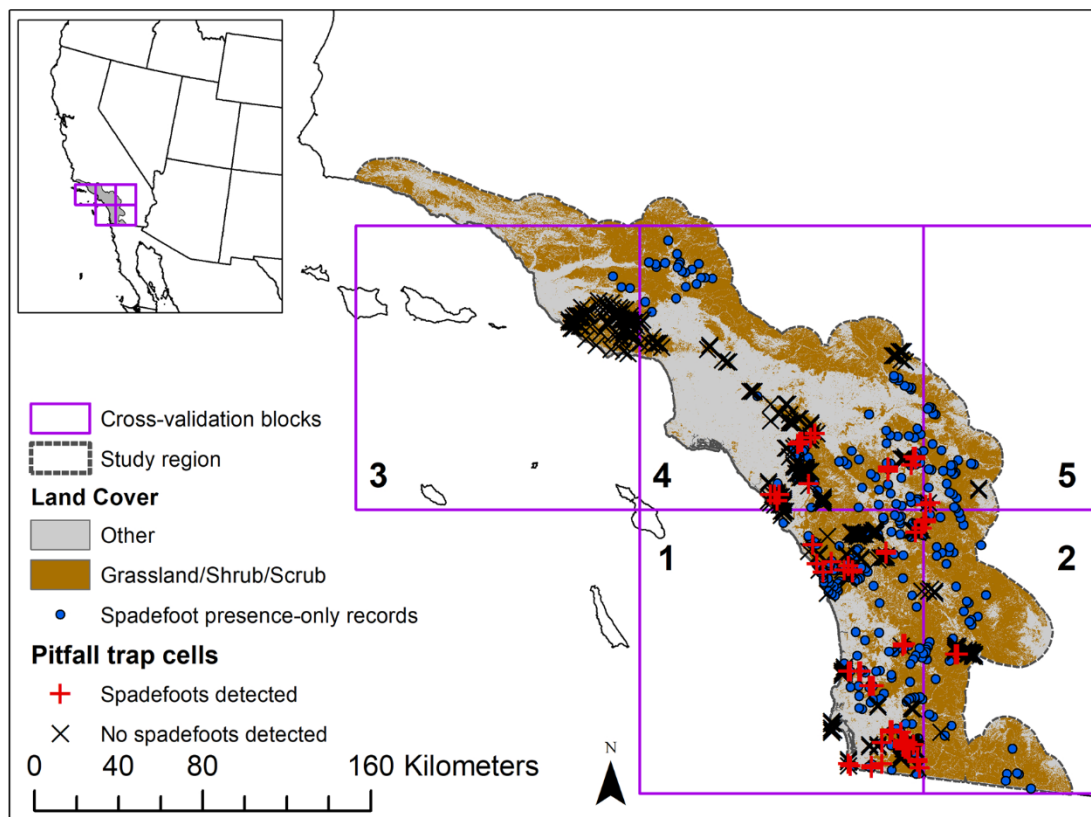 3
4
5
1
2
Cross-validation blocks
Study region
Land Cover
Other
Grassland/Shrub/Scrub
Spadefoot presence-only records
Pitfall trap cells
Spadefoots detected
No spadefoots detected
0 40 80 160 Kilometers
N